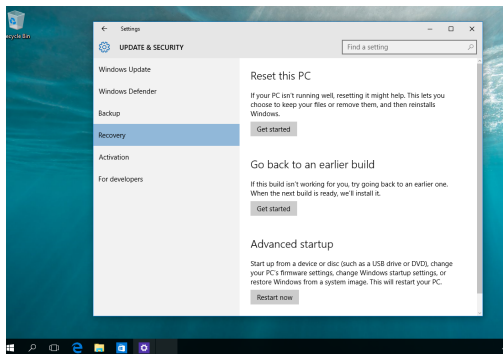 Recycle Bin
Settings
UPDATE & SECURITY
Find a setting
Windows Update
Windows Defender
Backup
Recovery
Activation
For developers
Reset this PC
If your PC isn't running well, resetting it might help. This lets you
choose to keep your files or remove them, and then reinstalls
Windows.
Get started
Go back to an earlier build
If this build isn't working for you, try going back to an earlier one.
When the next build is ready, we'll install it.
Get started
Advanced startup
Start up from a device or disc (such as a USB drive or DVD), change
your PC's firmware settings, change Windows startup settings, or
restore Windows from a system image. This will restart your PC.
Restart now